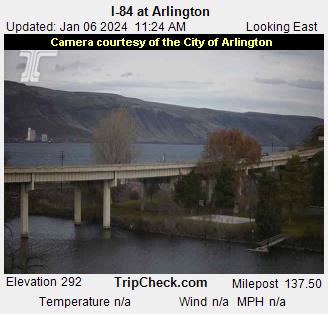 I-84 at Arlington
Updated: Jan 06 2024 11:24 AM Looking East
Camera courtesy of the City of Arlington
Elevation 292 TripCheck.com Milepost 137.50
Temperature n/a Wind n/a MPH n/a